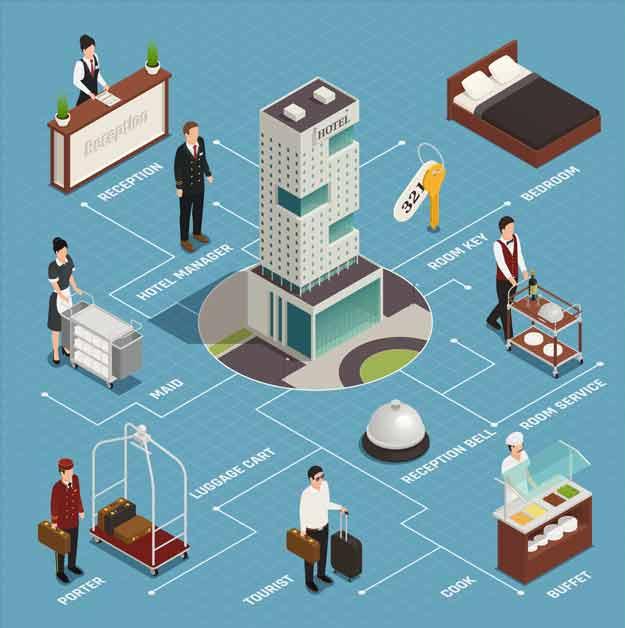 Reception
RECEPTION
HOTEL
321
BEDROOM
HOTEL MANAGER
ROOM KEY
MAID
ROOM SERVICE
RECEPTION BELL
LUGGAGE CART
PORTER
TOURIST
COOK
BUFFET